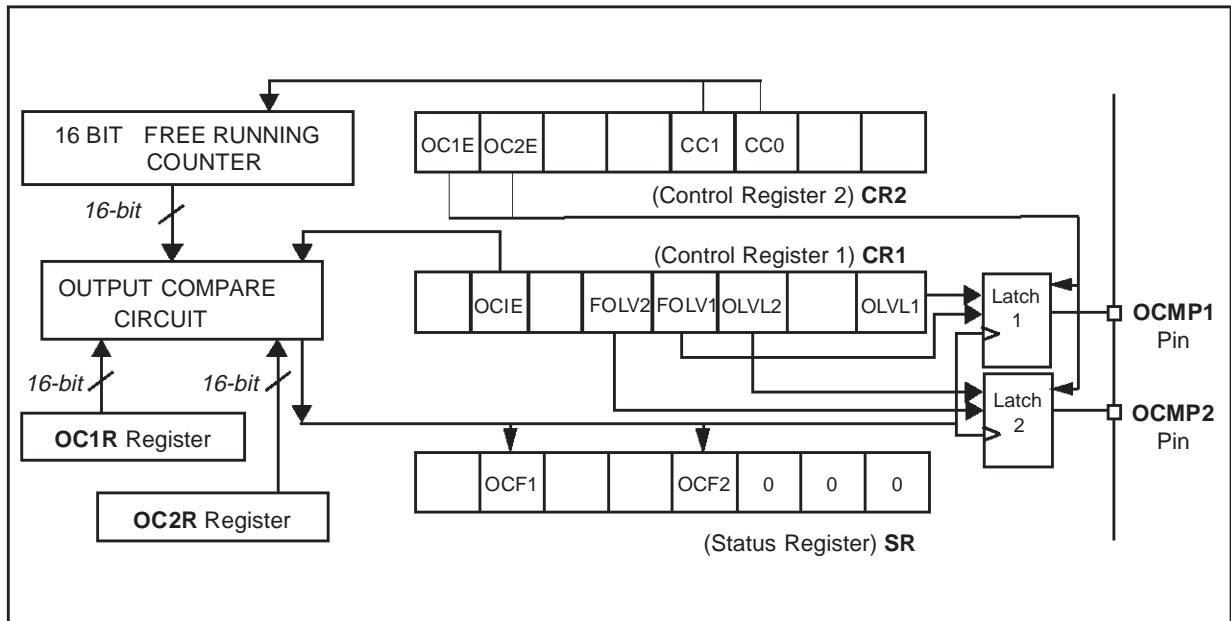 16 BIT FREE RUNNING
COUNTER
16-bit
OUTPUT COMPARE
CIRCUIT
16-bit
16-bit
OC1R Register
OC2R Register
OC1E OC2E CC1 CC0
(Control Register 2) CR2
(Control Register 1) CR1
OCIE FOLV2 FOLV1 OLVL2 OLVL1
OCF1 OCF2 0 0 0
(Status Register) SR
Latch
1
Latch
2
OCMP1
Pin
OCMP2
Pin